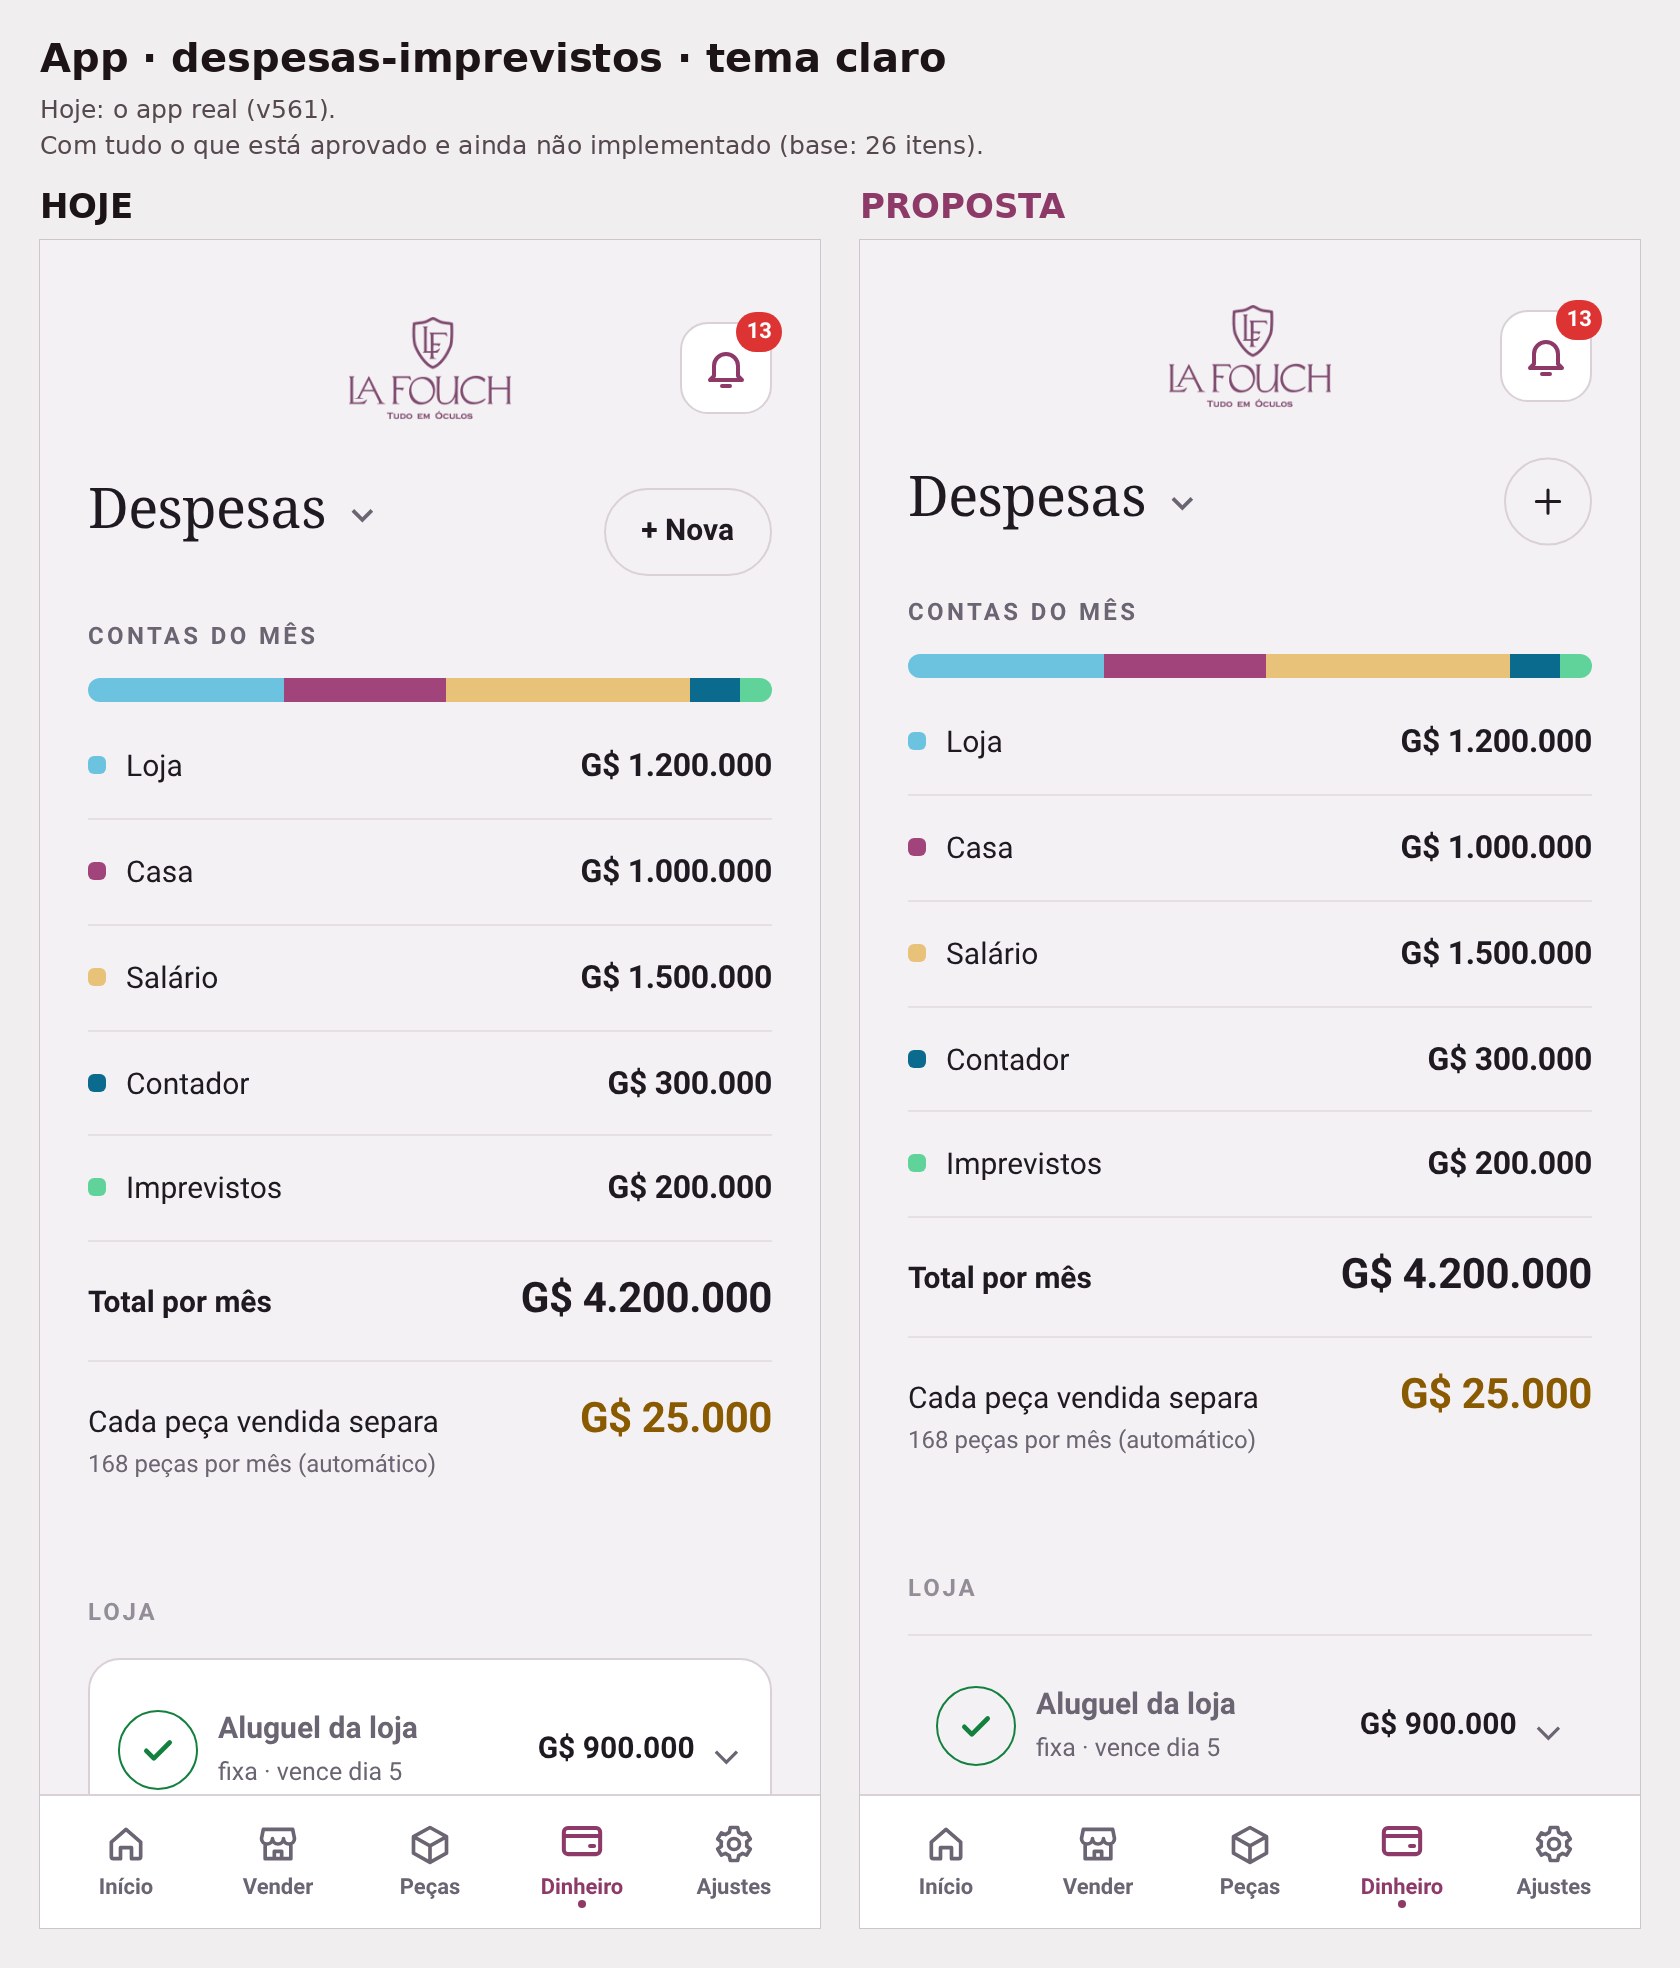 App · despesas-imprevistos · tema claro
Hoje: o app real (v561).
Com tudo o que está aprovado e ainda não implementado (base: 26 itens).
HOJE
LF
LA FOUCH
TUDO EM ÓCULOS
13
Despesas
+ Nova
CONTAS DO MÊS
Loja G$ 1.200.000
Casa G$ 1.000.000
Salário G$ 1.500.000
Contador G$ 300.000
Imprevistos G$ 200.000
Total por mês G$ 4.200.000
Cada peça vendida separa G$ 25.000
168 peças por mês (automático)
LOJA
Aluguel da loja G$ 900.000
fixa · vence dia 5
Início Vender Peças Dinheiro Ajustes
PROPOSTA
LF
LA FOUCH
TUDO EM ÓCULOS
13
Despesas
+
CONTAS DO MÊS
Loja G$ 1.200.000
Casa G$ 1.000.000
Salário G$ 1.500.000
Contador G$ 300.000
Imprevistos G$ 200.000
Total por mês G$ 4.200.000
Cada peça vendida separa G$ 25.000
168 peças por mês (automático)
LOJA
Aluguel da loja G$ 900.000
fixa · vence dia 5
Início Vender Peças Dinheiro Ajustes